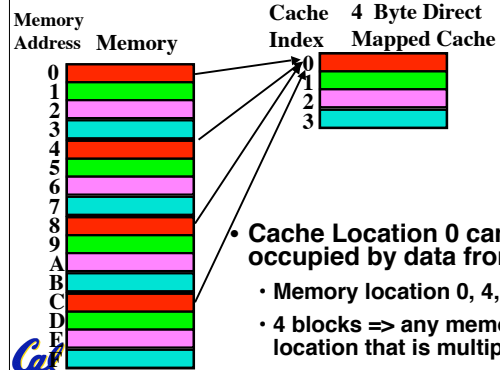 Memory
Address Memory
Cache 4 Byte Direct
Index Mapped Cache
0
1
2
3
4
5
6
7
8
9
A
B
C
D
E
F
0
1
2
3
• Cache Location 0 can
occupied by data from
• Memory location 0, 4,
• 4 blocks => any memo
location that is multip
Cal